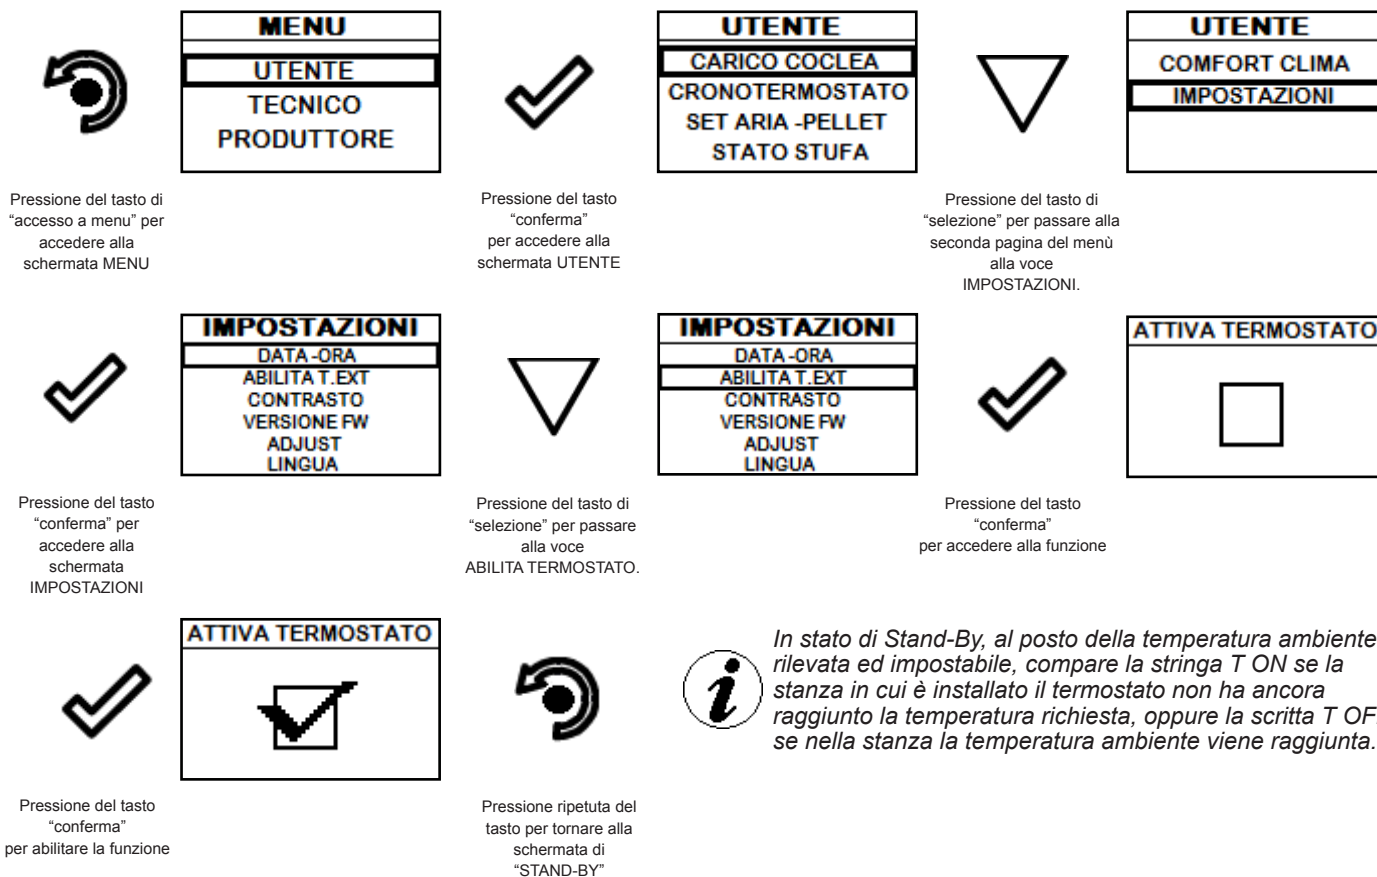 MENU
UTENTE
TECNICO
PRODUTTORE
UTENTE
CARICO COCLEA
CRONOTERMOSTATO
SET ARIA -PELLET
STATO STUFA
UTENTE
COMFORT CLIMA
IMPOSTAZIONI
Pressione del tasto di
“accesso a menu” per
accedere alla
schermata MENU
Pressione del tasto
“conferma”
per accedere alla
schermata UTENTE
Pressione del tasto di
“selezione” per passare alla
seconda pagina del menù
alla voce
IMPOSTAZIONI.
IMPOSTAZIONI
DATA -ORA
ABILITA T.EXT
CONTRASTO
VERSIONE FW
ADJUST
LINGUA
IMPOSTAZIONI
DATA -ORA
ABILITA T.EXT
CONTRASTO
VERSIONE FW
ADJUST
LINGUA
ATTIVA TERMOSTATO
Pressione del tasto
“conferma” per
accedere alla
schermata
IMPOSTAZIONI
Pressione del tasto di
“selezione” per passare
alla voce
ABILITA TERMOSTATO.
Pressione del tasto
“conferma”
per accedere alla funzione
ATTIVA TERMOSTATO
In stato di Stand-By, al posto della temperatura ambiente
rilevata ed impostabile, compare la stringa T ON se la
stanza in cui è installato il termostato non ha ancora
raggiunto la temperatura richiesta, oppure la scritta T OF
se nella stanza la temperatura ambiente viene raggiunta.
Pressione del tasto
“conferma”
per abilitare la funzione
Pressione ripetuta del
tasto per tornare alla
schermata di
“STAND-BY”